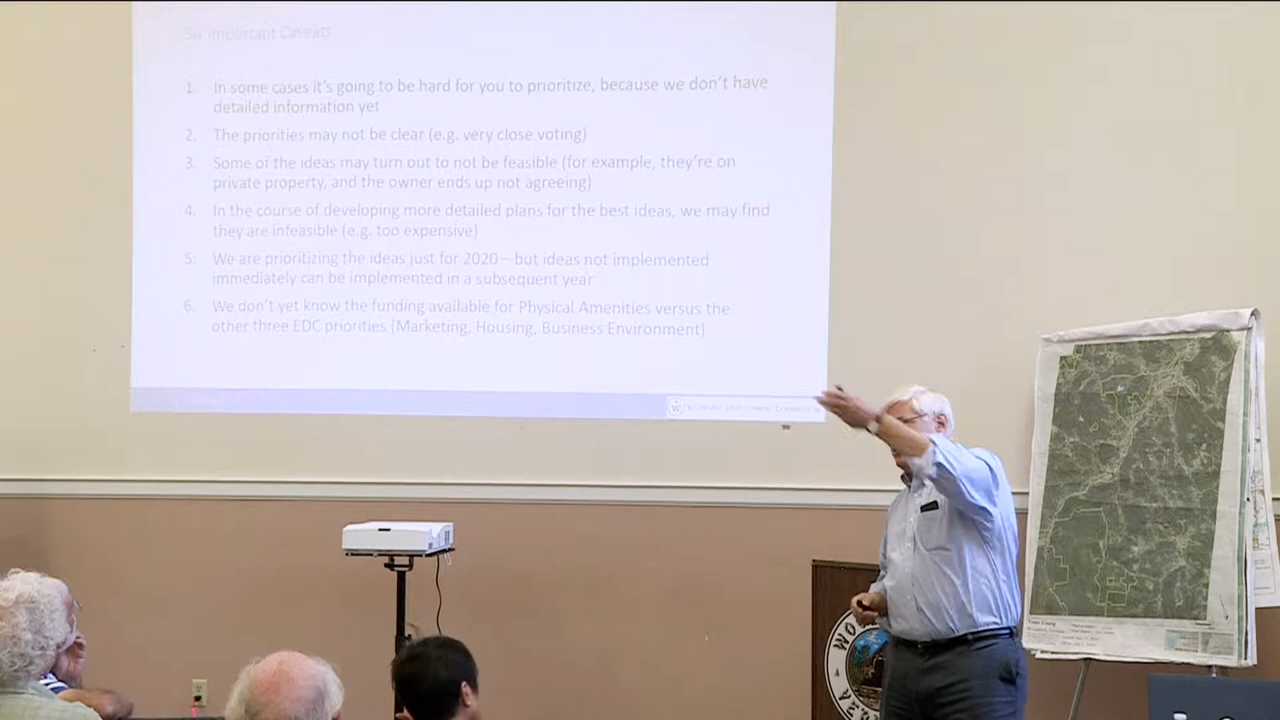 Six Important Caveats
1. In some cases it's going to be hard for you to prioritize, because we don't have
detailed information yet
2. The priorities may not be clear (e.g. very close voting)
3. Some of the ideas may turn out to not be feasible (for example, they're on
private property, and the owner ends up not agreeing)
4. In the course of developing more detailed plans for the best ideas, we may find
they are infeasible (e.g. too expensive)
5. We are prioritizing the ideas just for 2020 – but ideas not implemented
immediately can be implemented in a subsequent year
6. We don't yet know the funding available for Physical Amenities versus the
other three EDC priorities (Marketing, Housing, Business Environment)
Economic Development Commission
WO
VER